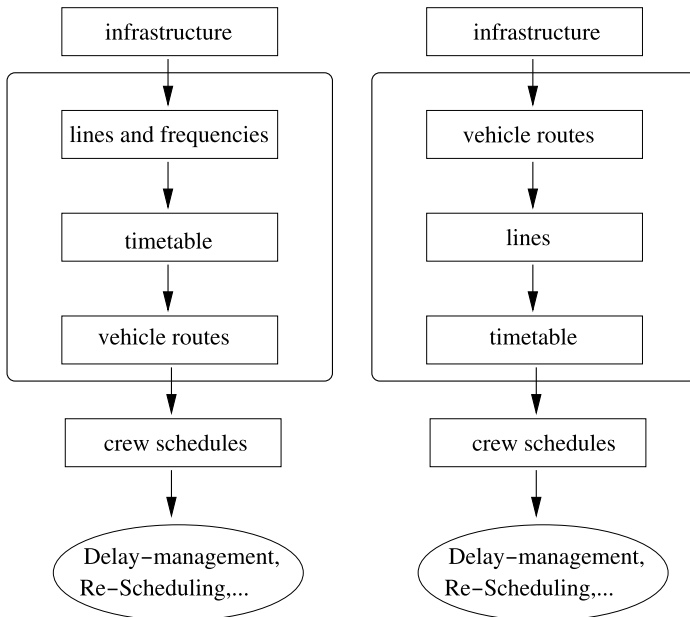 infrastructure
lines and frequencies
timetable
vehicle routes
crew schedules
Delay-management,
Re-Scheduling,...
infrastructure
vehicle routes
lines
timetable
crew schedules
Delay-management,
Re-Scheduling,...